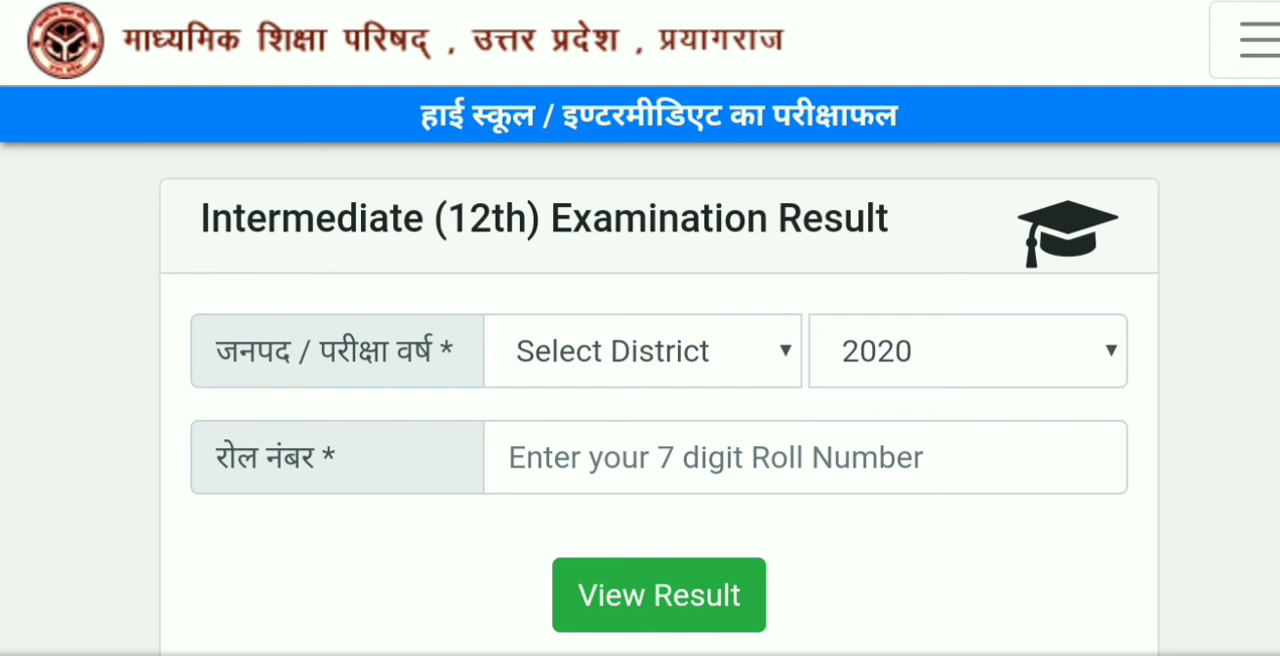 माध्यमिक शिक्षा परिषद् , उत्तर प्रदेश , प्रयागराज
हाई स्कूल / इण्टरमीडिएट का परीक्षाफल
Intermediate (12th) Examination Result
जनपद / परीक्षा वर्ष * Select District 2020
रोल नंबर * Enter your 7 digit Roll Number
View Result